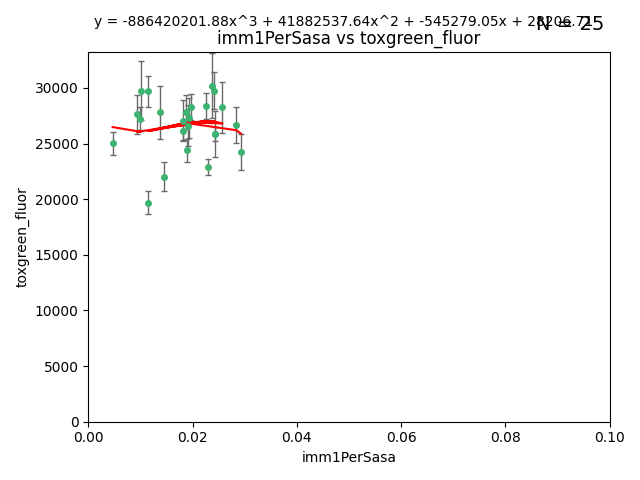 y = -886420201.88x^3 + 41882537.64x^2 + -545279.05x + 28206.71
N = 25
imm1PerSasa vs toxgreen_fluor
30000
25000
20000
15000
10000
5000
0
toxgreen_fluor
0.00 0.02 0.04 0.06 0.08 0.10
imm1PerSasa